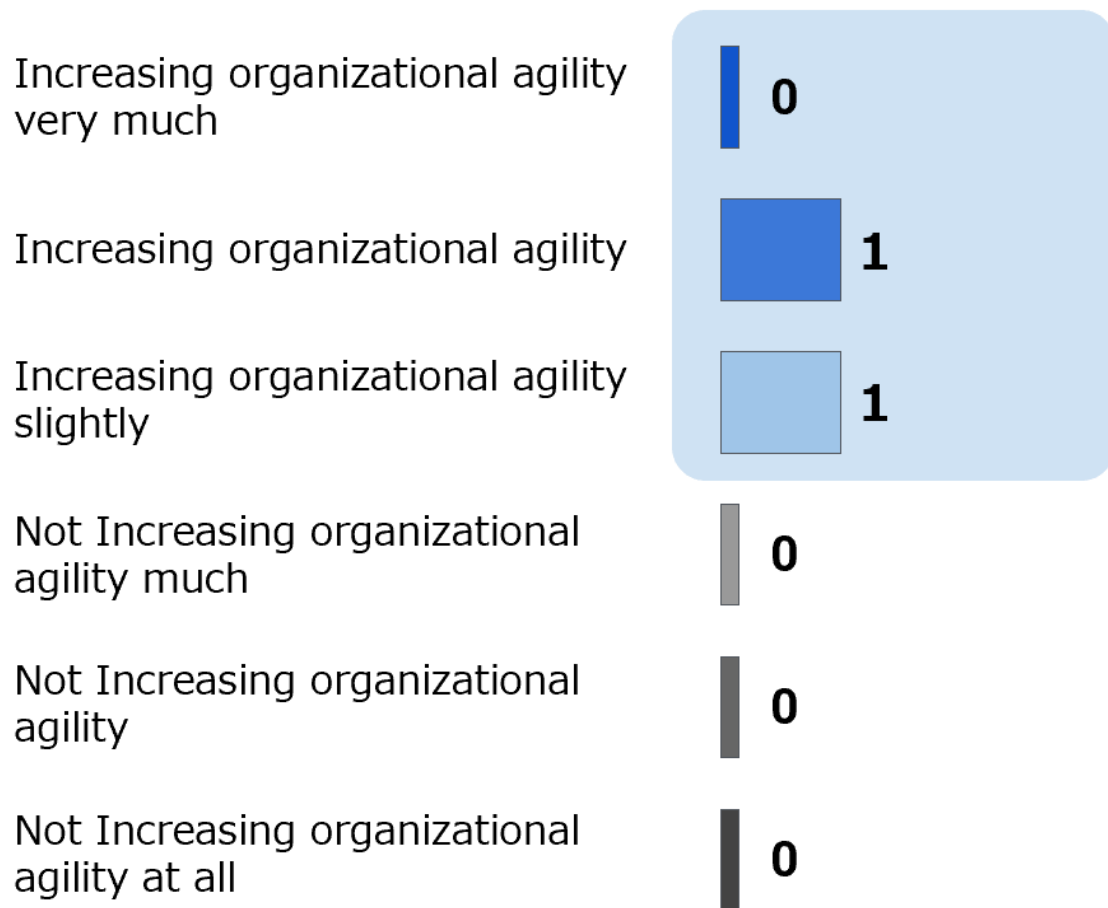 Increasing organizational agility
very much
0
Increasing organizational agility
1
Increasing organizational agility
slightly
1
Not Increasing organizational
agility much
0
Not Increasing organizational
agility
0
Not Increasing organizational
agility at all
0